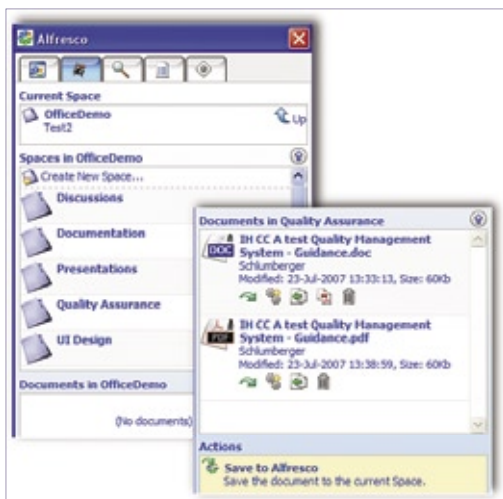 Alfresco
Current Space
OfficeDemo
Test2
Up
Spaces in OfficeDemo
Create New Space...
Discussions
Documentation
Presentations
Quality Assurance
UI Design
Documents in OfficeDemo
(No documents)
Documents in Quality Assurance
DOC
IH CC A test Quality Management
System - Guidance.doc
Schlumberger
Modified: 23-Jul-2007 13:33:13, Size: 60Kb
PDF
IH CC A test Quality Management
System - Guidance.pdf
Schlumberger
Modified: 23-Jul-2007 13:38:59, Size: 60Kb
Actions
Save to Alfresco
Save the document to the current Space.